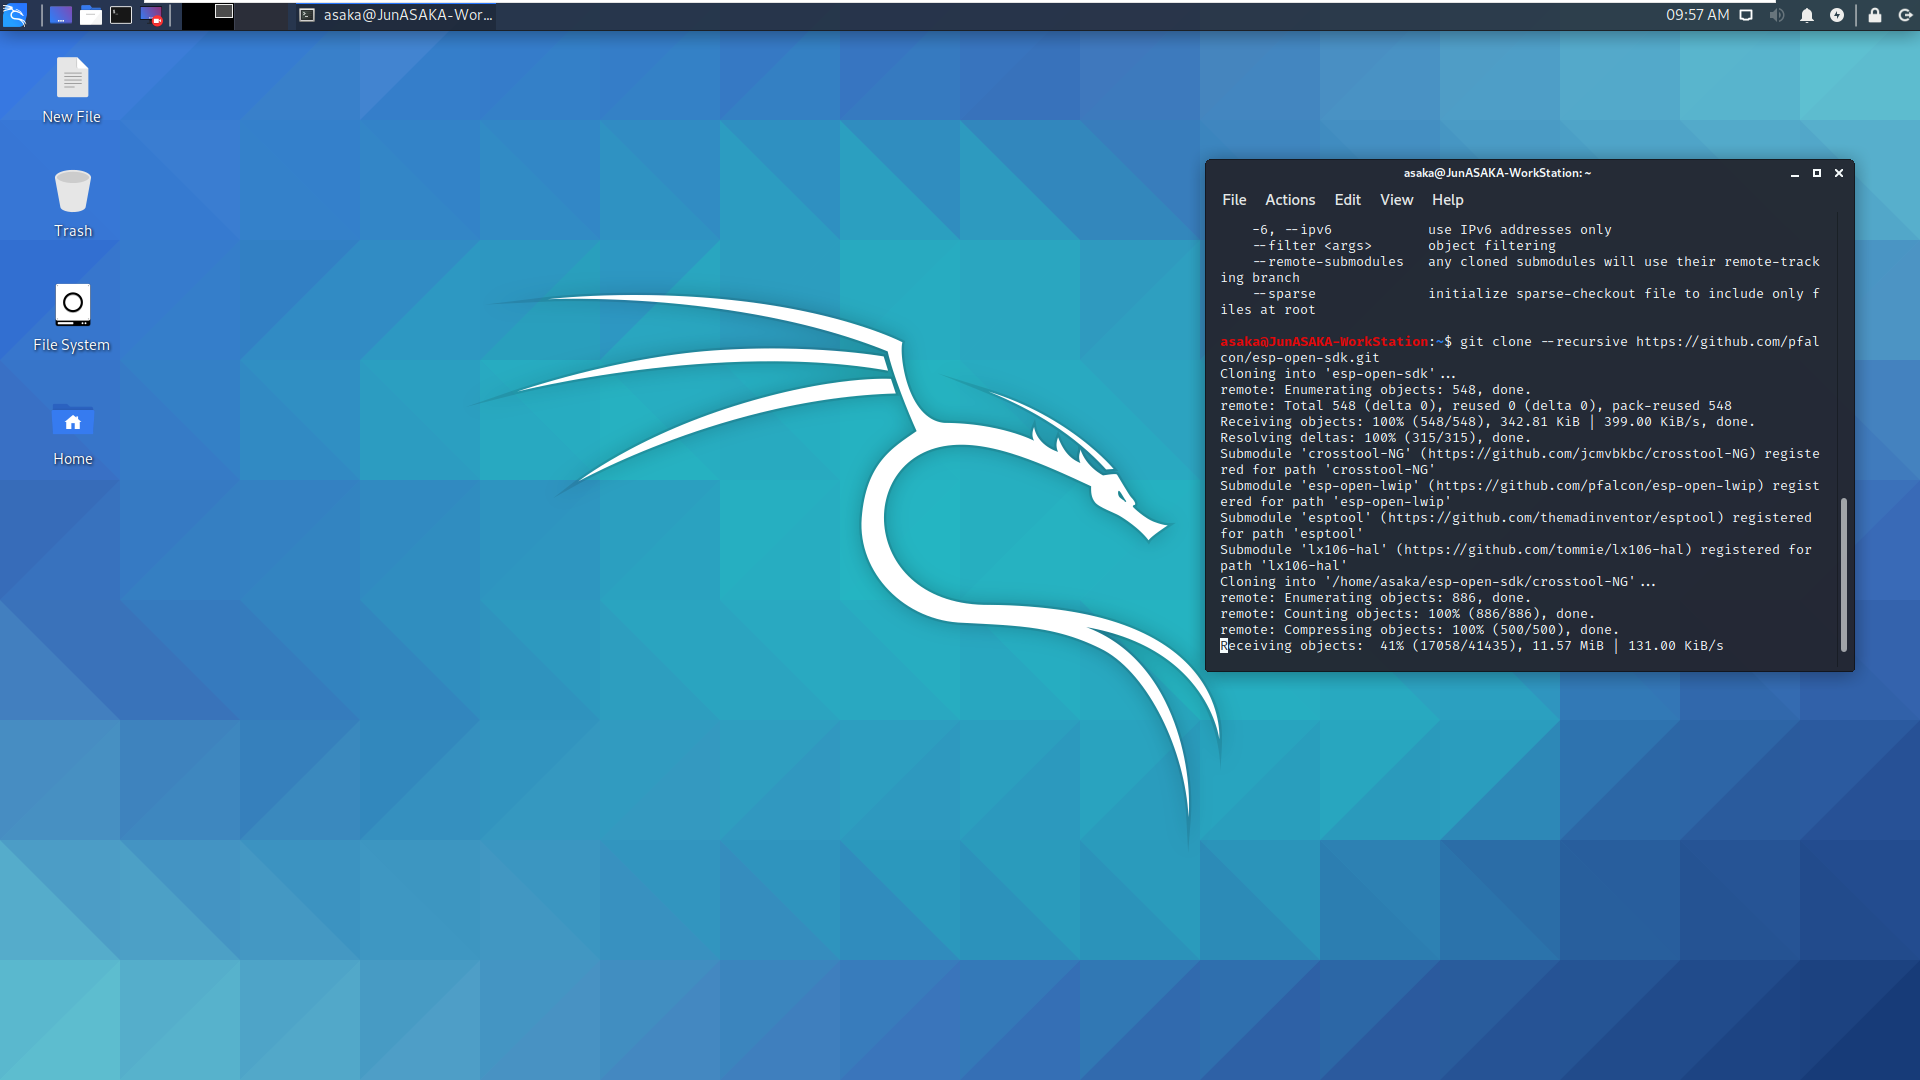 asaka@JunASAKA-Wor...
09:57 AM
New File
Trash
File System
Home
asaka@JunASAKA-WorkStation: ~
File Actions Edit View Help
-6, --ipv6 use IPv6 addresses only
--filter <args> object filtering
--remote-submodules any cloned submodules will use their remote-track
ing branch
--sparse initialize sparse-checkout file to include only f
iles at root
asaka@JunASAKA-WorkStation:~$ git clone --recursive https://github.com/pfal
con/esp-open-sdk.git
Cloning into 'esp-open-sdk'...
remote: Enumerating objects: 548, done.
remote: Total 548 (delta 0), reused 0 (delta 0), pack-reused 548
Receiving objects: 100% (548/548), 342.81 KiB | 399.00 KiB/s, done.
Resolving deltas: 100% (315/315), done.
Submodule 'crosstool-NG' (https://github.com/jcmvbkbc/crosstool-NG) registe
red for path 'crosstool-NG'
Submodule 'esp-open-lwip' (https://github.com/pfalcon/esp-open-lwip) regist
ered for path 'esp-open-lwip'
Submodule 'esptool' (https://github.com/themadinventor/esptool) registered
for path 'esptool'
Submodule 'lx106-hal' (https://github.com/tommie/lx106-hal) registered for
path 'lx106-hal'
Cloning into '/home/asaka/esp-open-sdk/crosstool-NG'...
remote: Enumerating objects: 886, done.
remote: Counting objects: 100% (886/886), done.
remote: Compressing objects: 100% (500/500), done.
Receiving objects:  41% (17058/41435), 11.57 MiB | 131.00 KiB/s